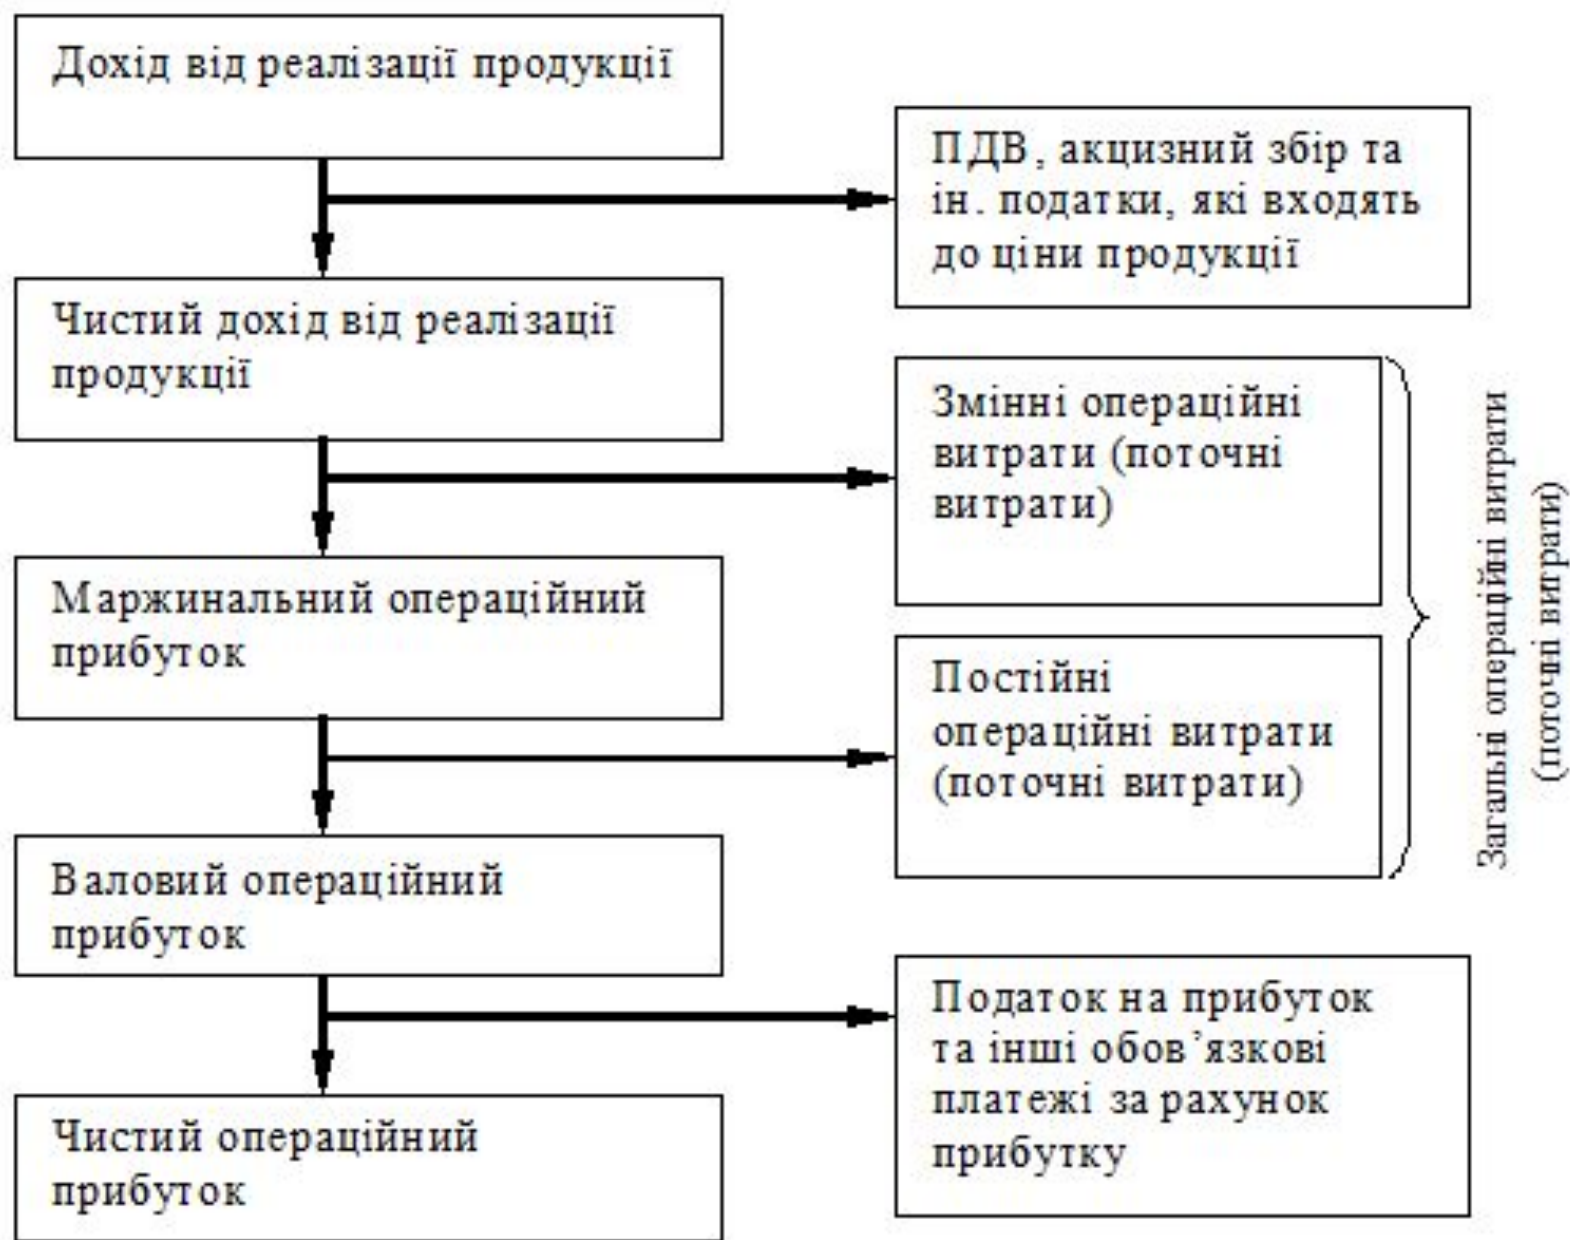 Дохід від реалізації продукції
ПДВ, акцизний збір та
ін. податки, які входять
до ціни продукції
Чистий дохід від реалізації
продукції
Змінні операційні
витрати (поточні
витрати)
Маржинальний операційний
прибуток
Постійні
операційні витрати
(поточні витрати)
Загальні операційні витрати
(поточні витрати)
Валовий операційний
прибуток
Податок на прибуток
та інші обов’язкові
платежі за рахунок
прибутку
Чистий операційний
прибуток